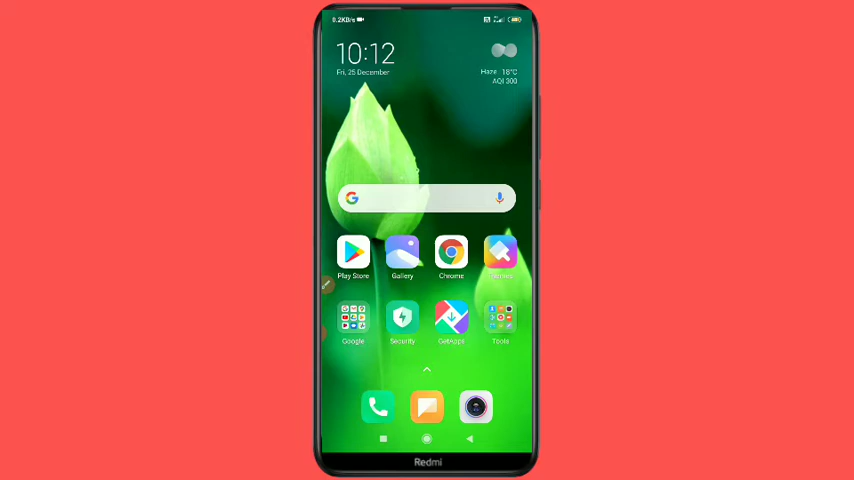 0.2KB/s
10:12
Fri, 25 December
Haze 18°C
AQI 300
Play Store Gallery Chrome Themes
Google Security GetApps Tools
Redmi